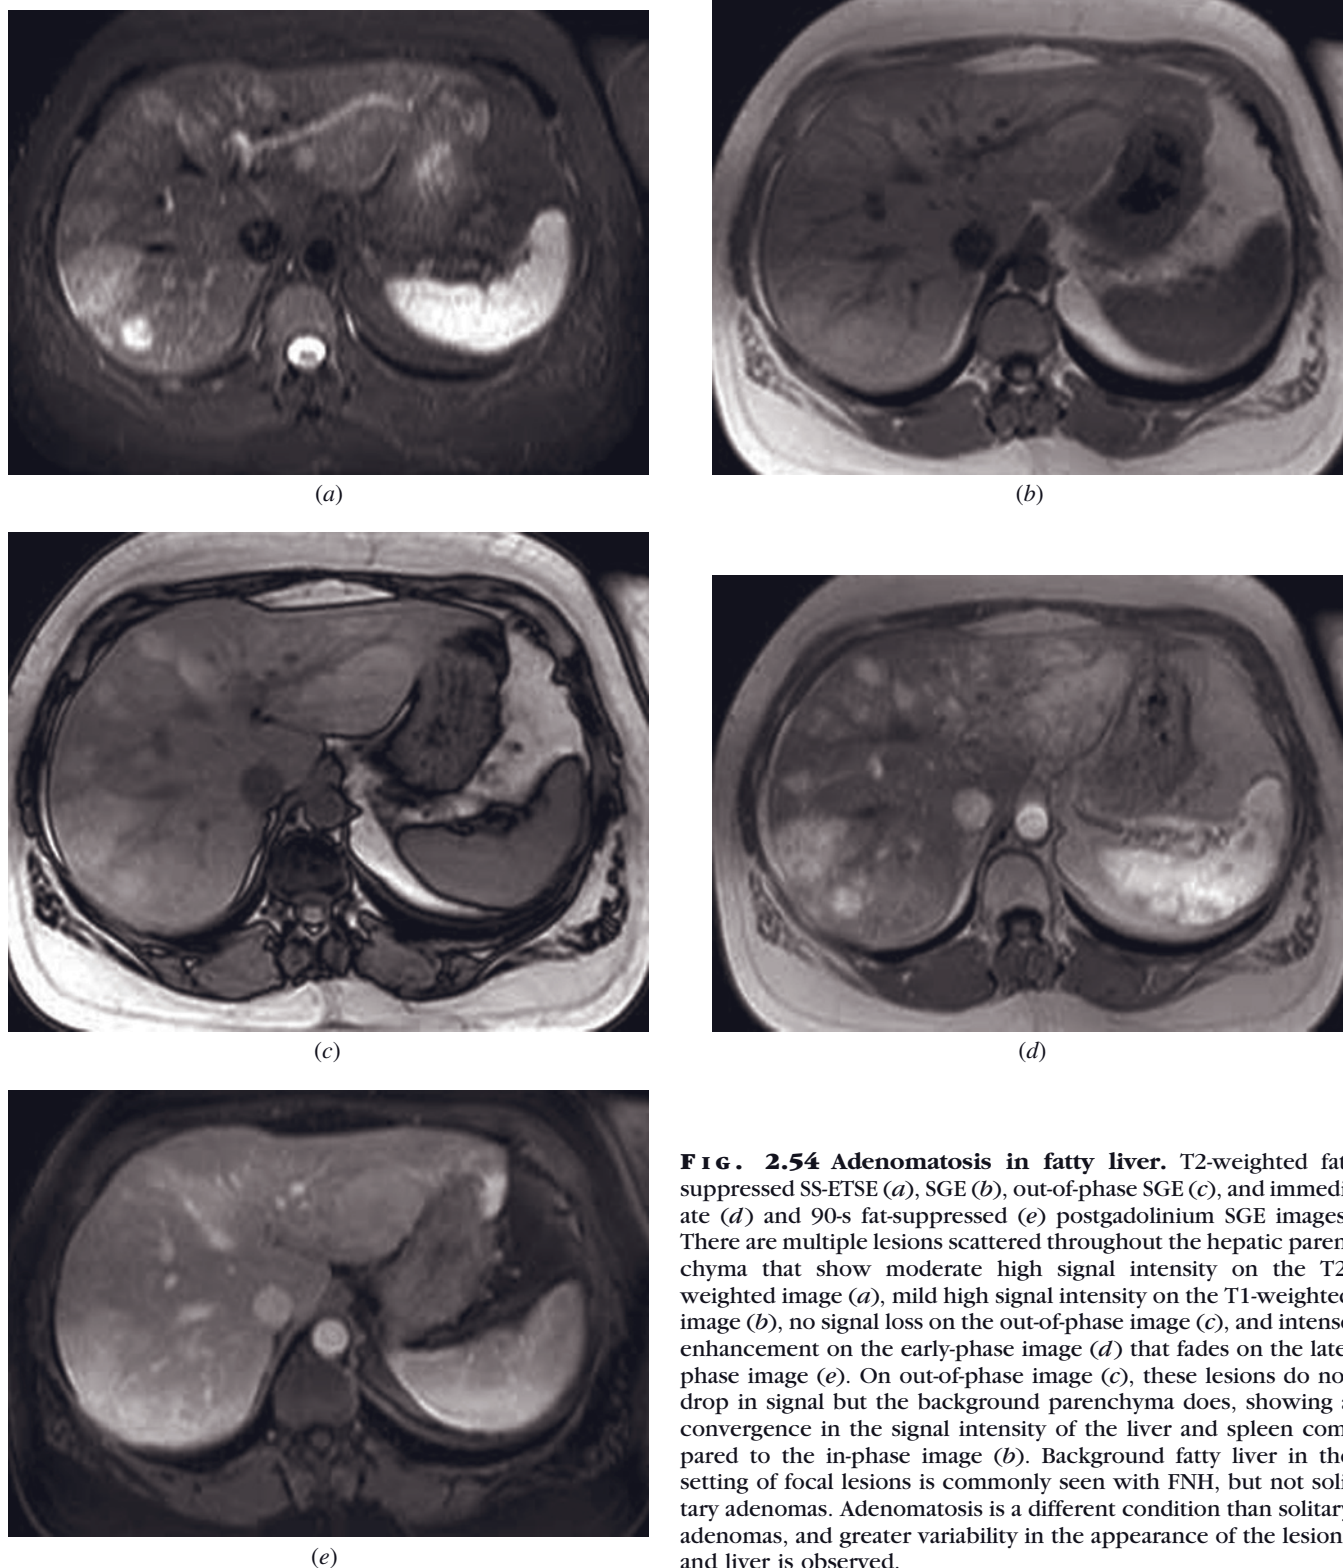 (a)
(b)
(c)
(d)
(e)
FIG. 2.54 Adenomatosis in fatty liver. T2-weighted fat
suppressed SS-ETSE (a), SGE (b), out-of-phase SGE (c), and immedi
ate (d) and 90-s fat-suppressed (e) postgadolinium SGE images
There are multiple lesions scattered throughout the hepatic paren
chyma that show moderate high signal intensity on the T2
weighted image (a), mild high signal intensity on the T1-weighted
image (b), no signal loss on the out-of-phase image (c), and intense
enhancement on the early-phase image (d) that fades on the late
phase image (e). On out-of-phase image (c), these lesions do no
drop in signal but the background parenchyma does, showing a
convergence in the signal intensity of the liver and spleen com
pared to the in-phase image (b). Background fatty liver in the
setting of focal lesions is commonly seen with FNH, but not soli
tary adenomas. Adenomatosis is a different condition than solitary
adenomas, and greater variability in the appearance of the lesion
and liver is observed.